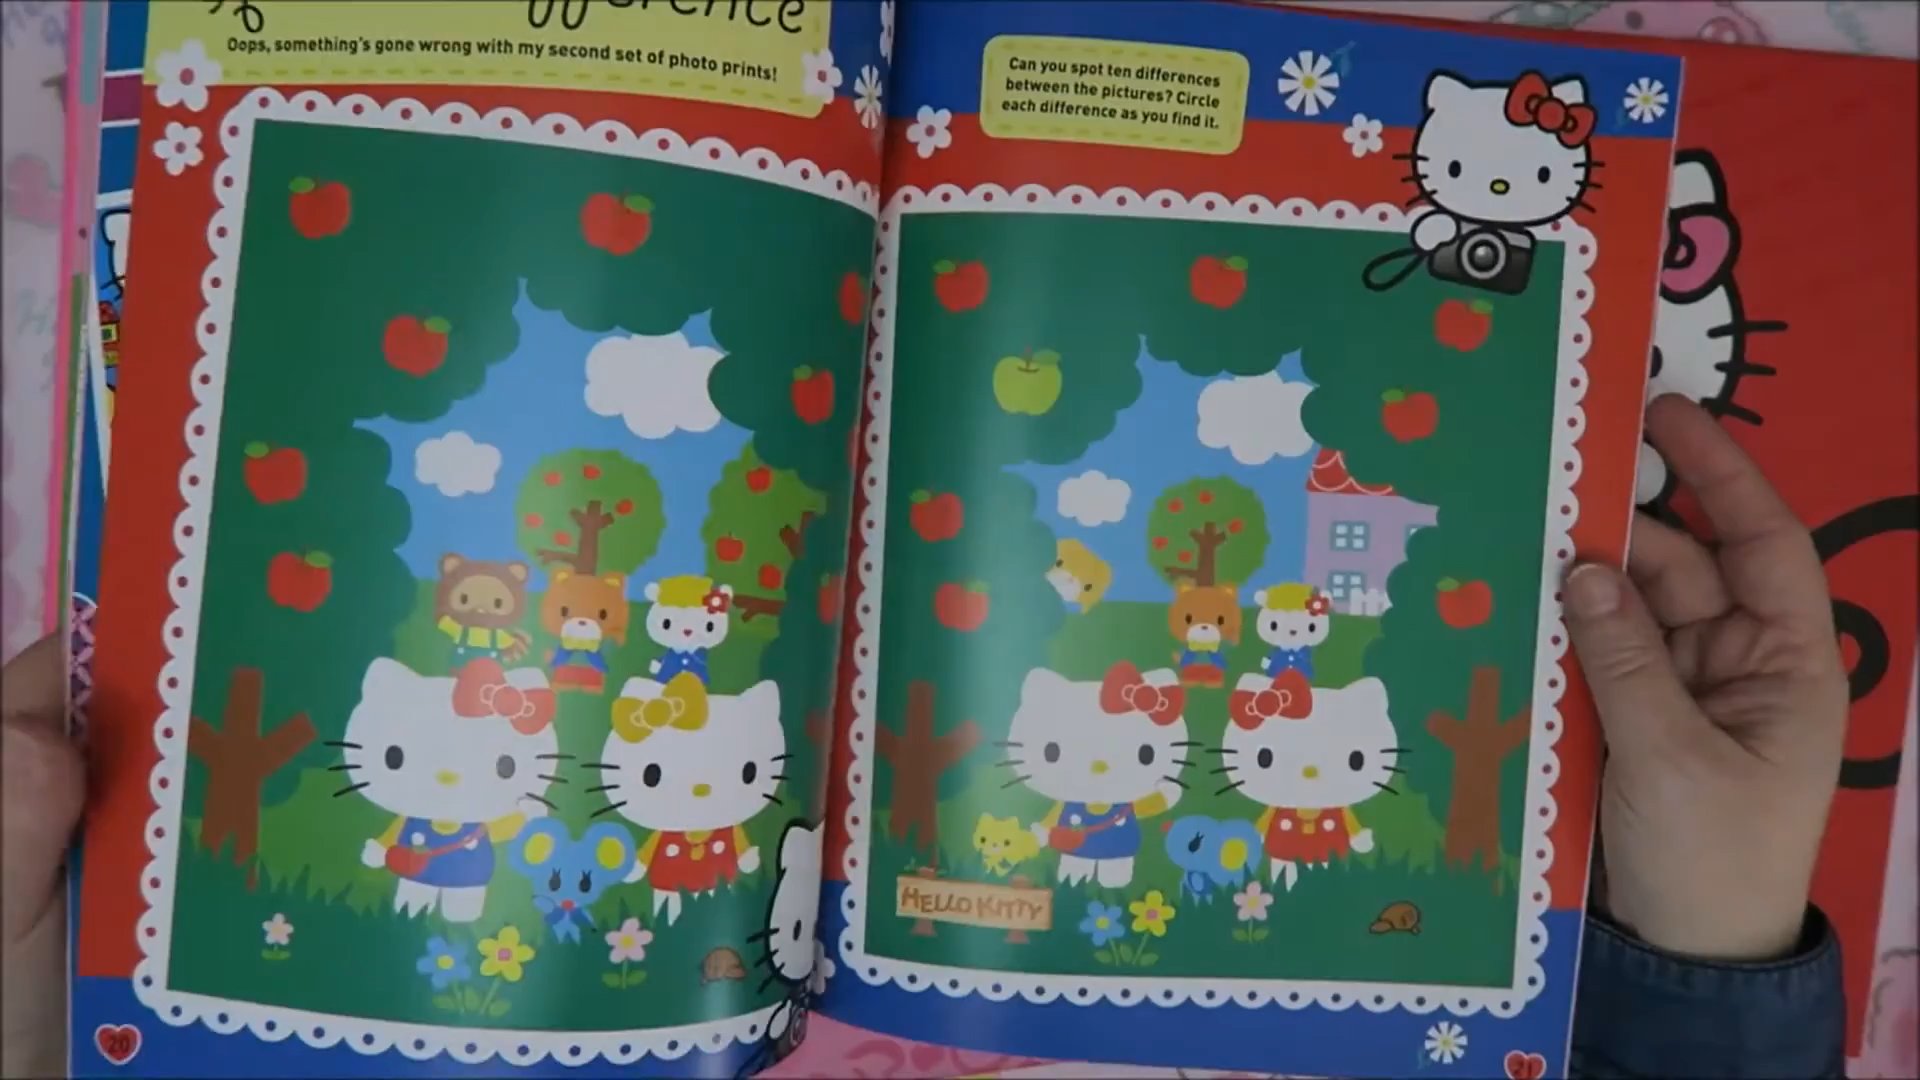 Oops, something's gone wrong with my second set of photo prints!
Can you spot ten differences
between the pictures? Circle
each difference as you find it.
HELLO KITTY
20
21